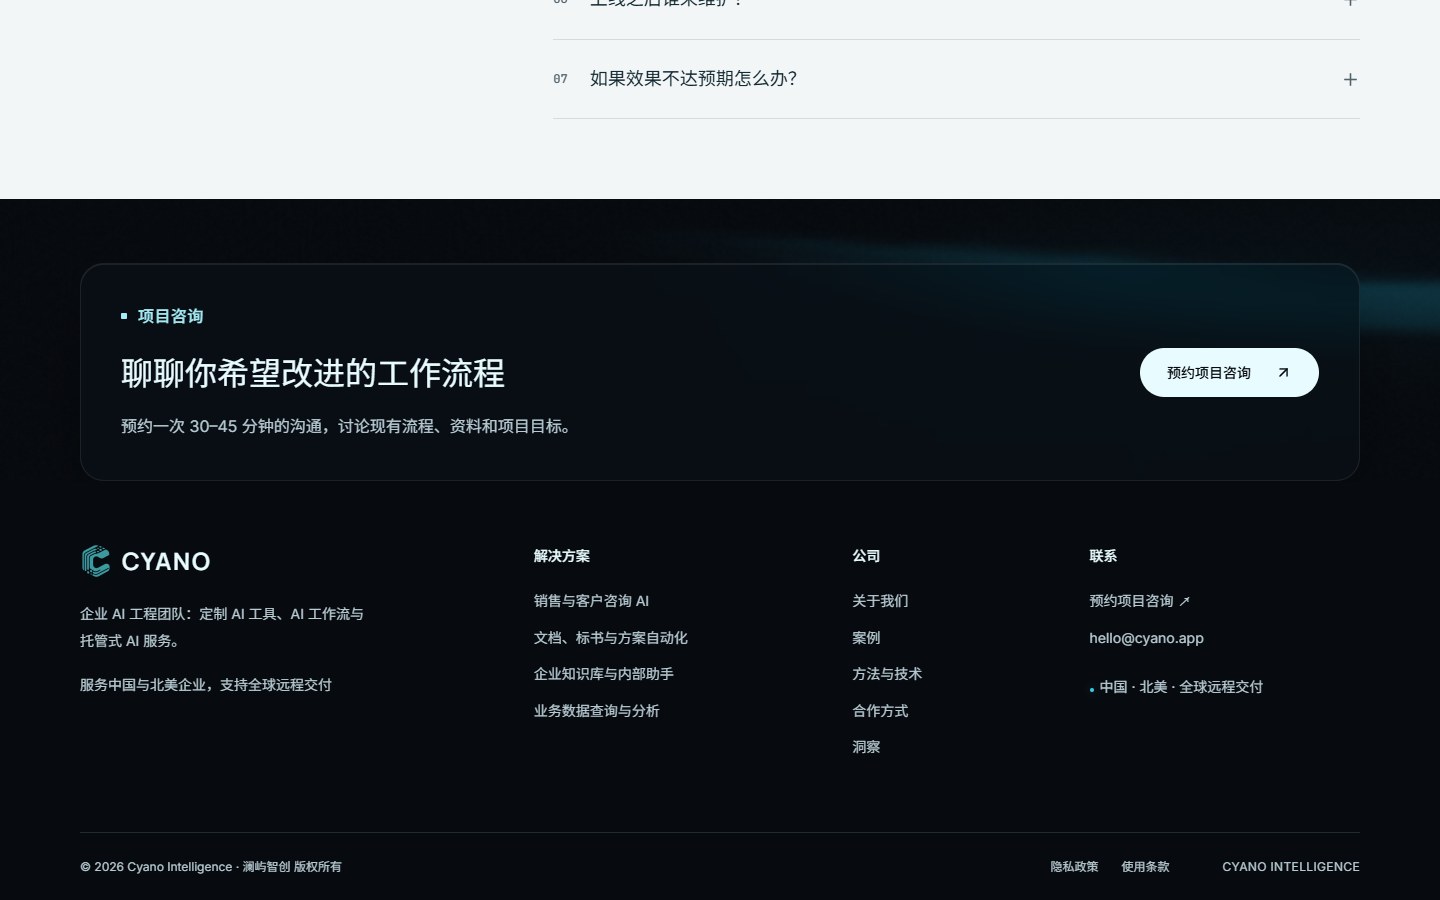 07 如果效果不达预期怎么办？
项目咨询
聊聊你希望改进的工作流程
预约一次 30–45 分钟的沟通，讨论现有流程、资料和项目目标。
预约项目咨询
CYANO
企业 AI 工程团队：定制 AI 工具、AI 工作流与
托管式 AI 服务。
服务中国与北美企业，支持全球远程交付
解决方案
销售与客户咨询 AI
文档、标书与方案自动化
企业知识库与内部助手
业务数据查询与分析
公司
关于我们
案例
方法与技术
合作方式
洞察
联系
预约项目咨询 ↗
hello@cyano.app
中国 · 北美 · 全球远程交付
© 2026 Cyano Intelligence · 澜屿智创 版权所有
隐私政策 使用条款 CYANO INTELLIGENCE